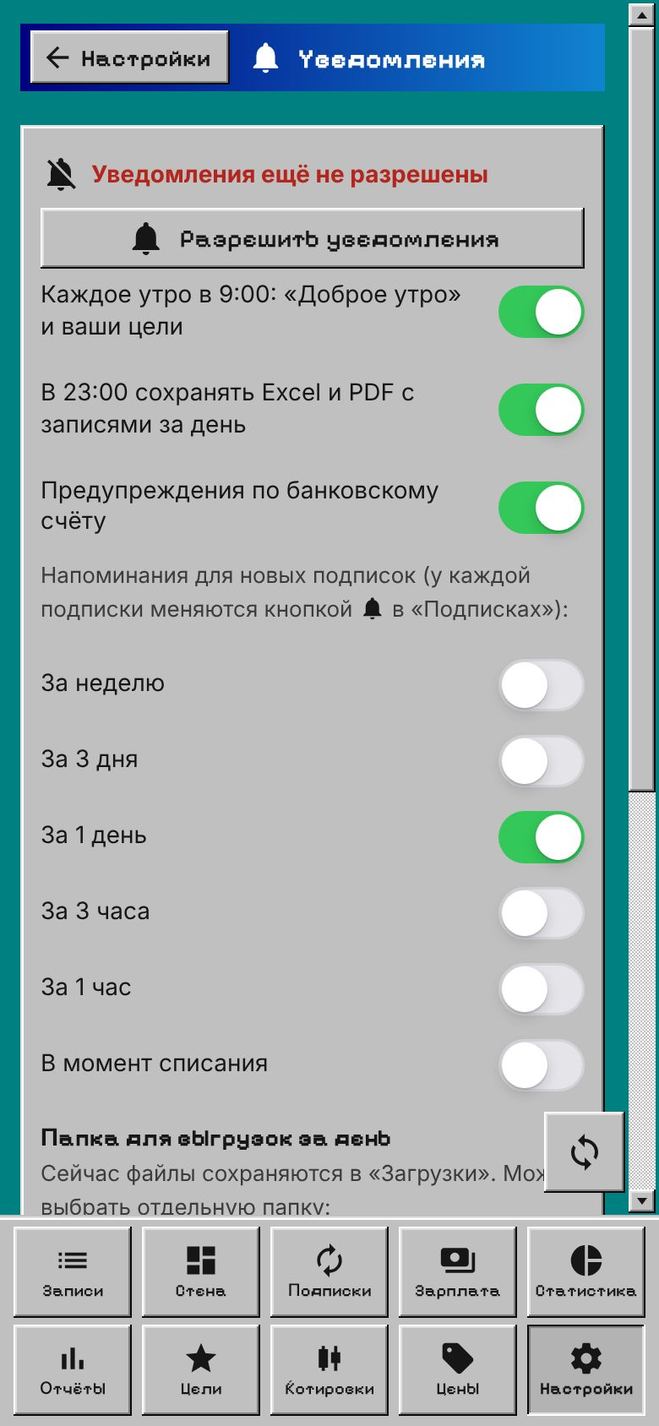 Настройки
Уведомления
Уведомления ещё не разрешены
Разрешить уведомления
Каждое утро в 9:00: «Доброе утро»
и ваши цели
В 23:00 сохранять Excel и PDF с
записями за день
Предупреждения по банковскому
счёту
Напоминания для новых подписок (у каждой
подписки меняются кнопкой в «Подписках»):
За неделю
За 3 дня
За 1 день
За 3 часа
За 1 час
В момент списания
Папка для выгрузок за день
Сейчас файлы сохраняются в «Загрузки». Мож
выбрать отдельную папку:
Записи
Стена
Подписки
Зарплата
Статистика
Отчёты
Цели
Котировки
Цены
Настройки